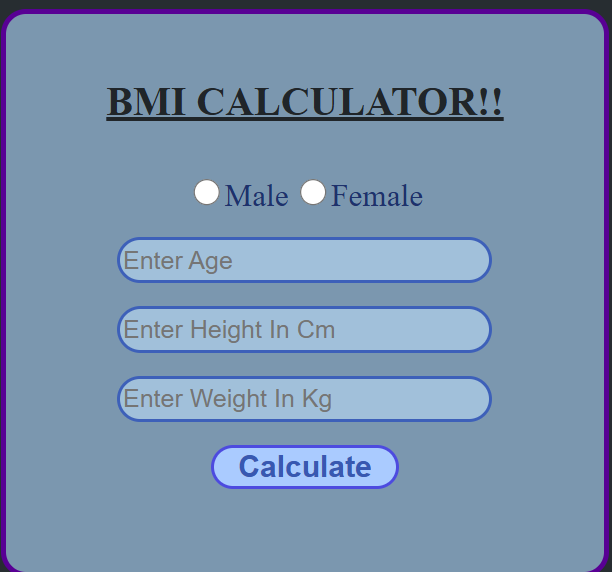 BMI CALCULATOR!!
Male Female
Enter Age
Enter Height In Cm
Enter Weight In Kg
Calculate